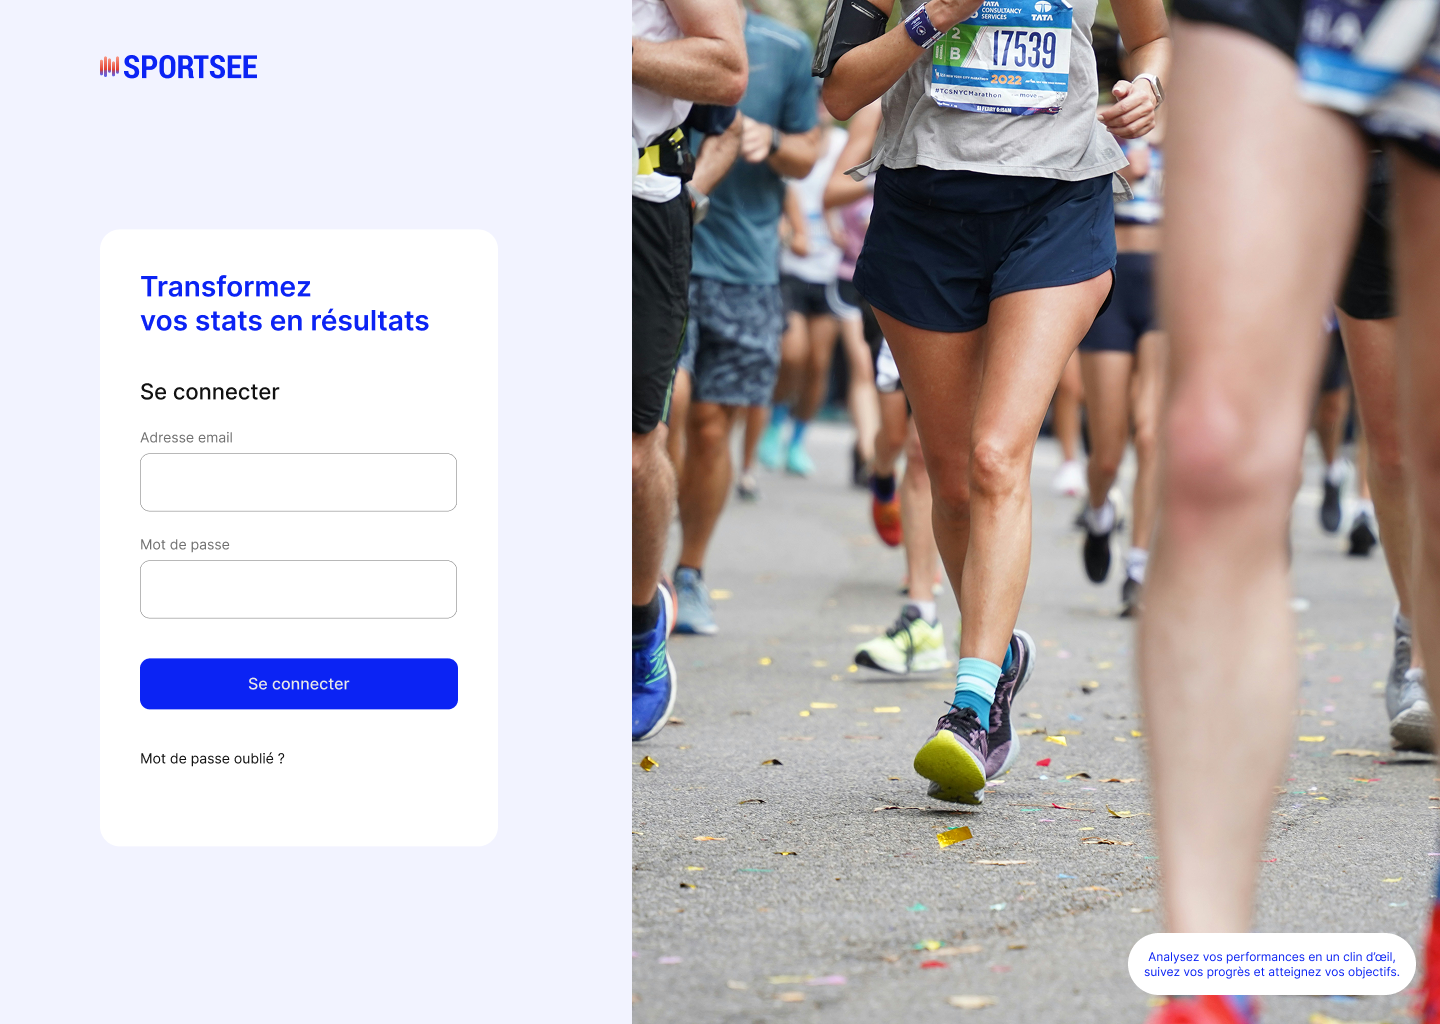 SPORTSEE
Transformez
vos stats en résultats
Se connecter
Adresse email
Mot de passe
Se connecter
Mot de passe oublié ?
TATA
CONSULTANCY
SERVICES
TATA
2
B
17539
2022
#TCSNYCMarathon
move
Analysez vos performances en un clin d’œil,
suivez vos progrès et atteignez vos objectifs.